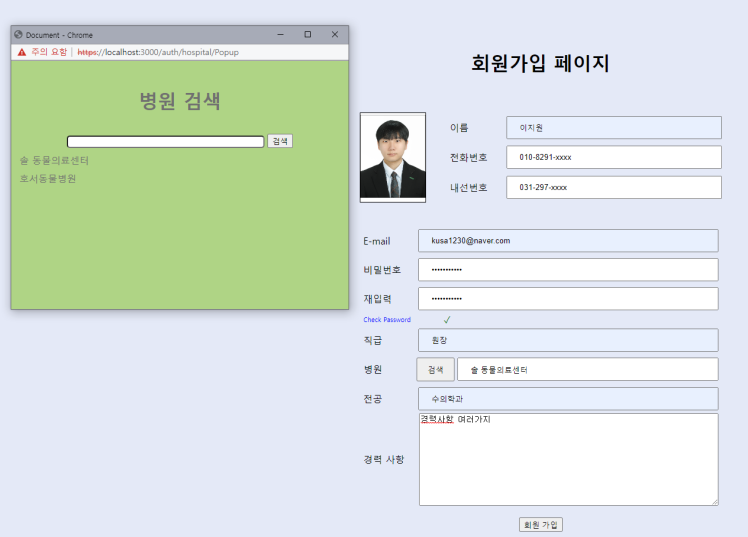 Document - Chrome
주의 요함 | https://localhost:3000/auth/hospital/Popup
병원 검색
검색
솔 동물의료센터
호서동물병원
회원가입 페이지
이름 이지원
전화번호 010-8291-xxxx
내선번호 031-297-xxxx
E-mail kusa1230@naver.com
비밀번호 •••••••••••
재입력 •••••••••••
Check Password ✓
직급 원장
병원 검색 솔 동물의료센터
전공 수의학과
경력 사항 경력사항 여러가지
회원 가입